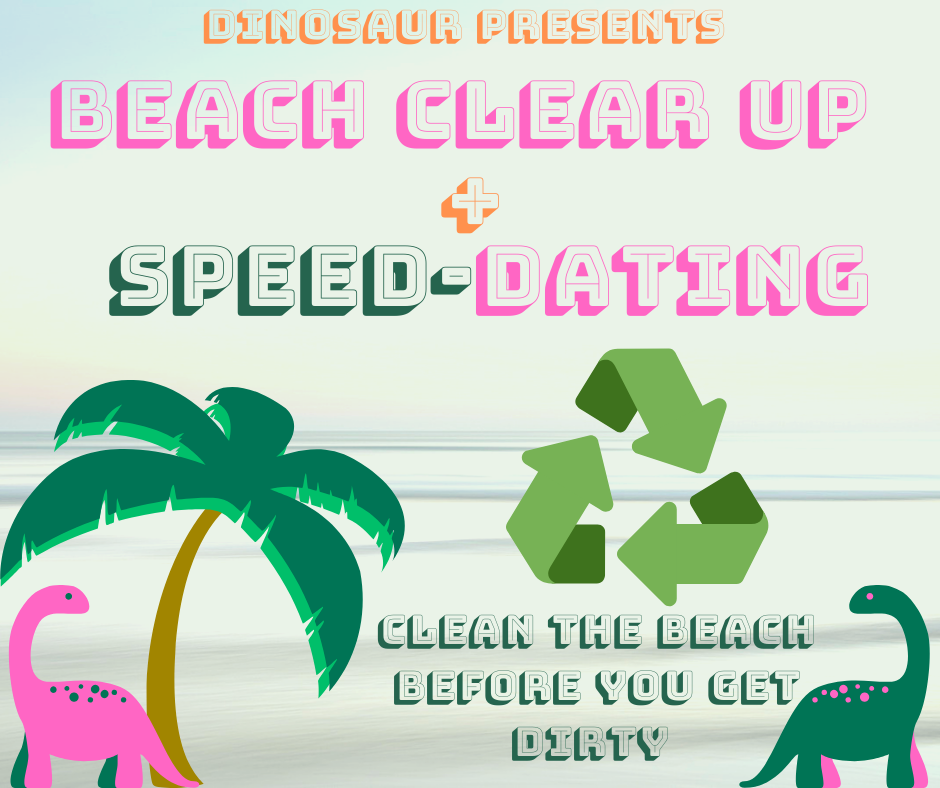 DINOSAUR PRESENTS
BEACH CLEAR UP
+
SPEED-DATING
CLEAN THE BEACH
BEFORE YOU GET
DIRTY